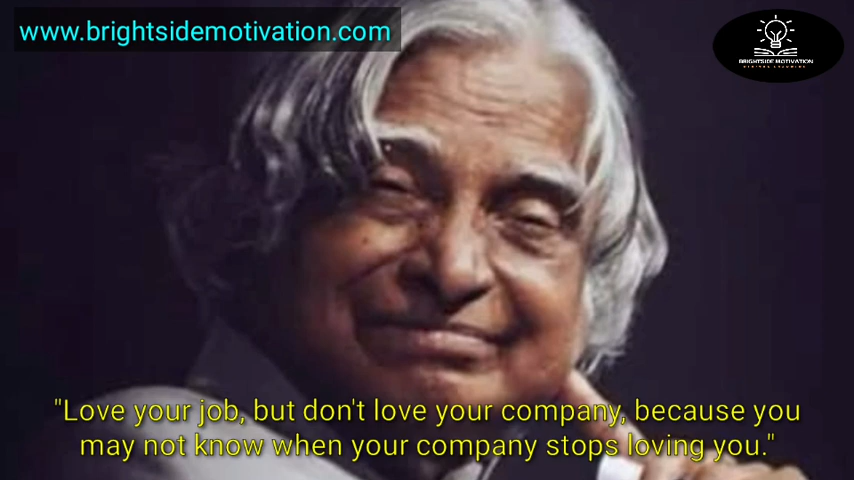 www.brightsidemotivation.com
BRIGHTSIDE MOTIVATION
"Love your job, but don't love your company, because you
may not know when your company stops loving you."